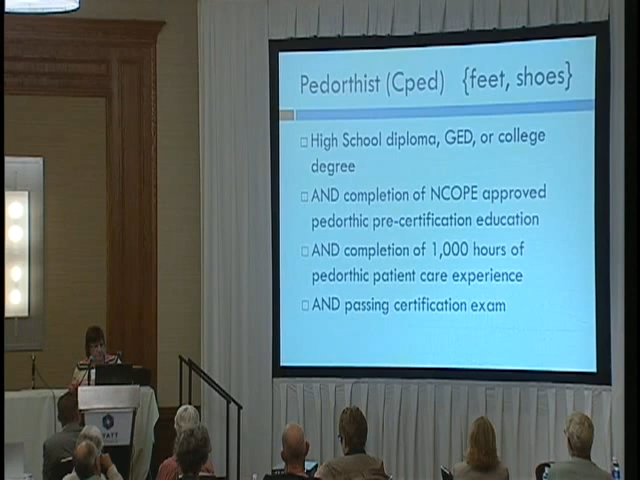 Pedorthist (Cped) {feet, shoes}
High School diploma, GED, or college
degree
AND completion of NCOPE approved
pedorthic pre-certification education
AND completion of 1,000 hours of
pedorthic patient care experience
AND passing certification exam